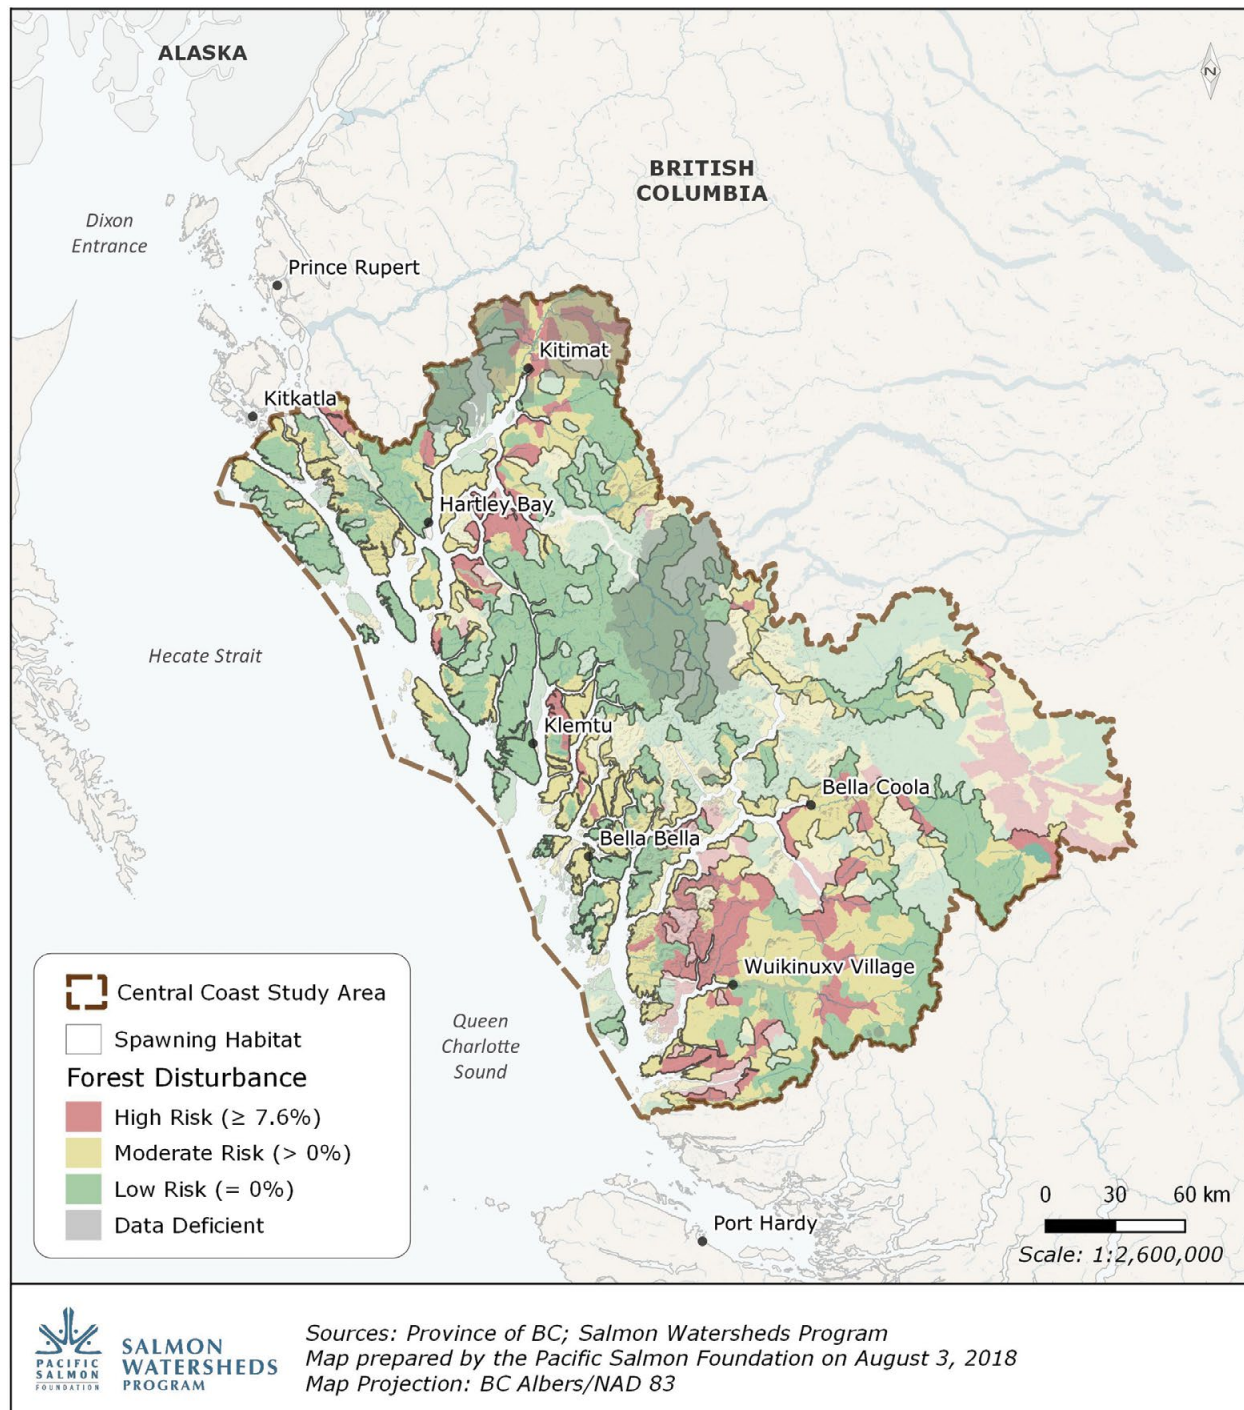 ALASKA
N
BRITISH
COLUMBIA
Dixon
Entrance
Prince Rupert
Kitimat
Kitkatla
Hartley Bay
Hecate Strait
Klemtu
Bella Coola
Bella Bella
Wuikinuxv Village
Queen
Charlotte
Sound
Port Hardy
Central Coast Study Area
Spawning Habitat
Forest Disturbance
High Risk (≥ 7.6%)
Moderate Risk (> 0%)
Low Risk (= 0%)
Data Deficient
0 30 60 km
Scale: 1:2,600,000
PACIFIC
SALMON
FOUNDATION
SALMON
WATERSHEDS
PROGRAM
Sources: Province of BC; Salmon Watersheds Program
Map prepared by the Pacific Salmon Foundation on August 3, 2018
Map Projection: BC Albers/NAD 83